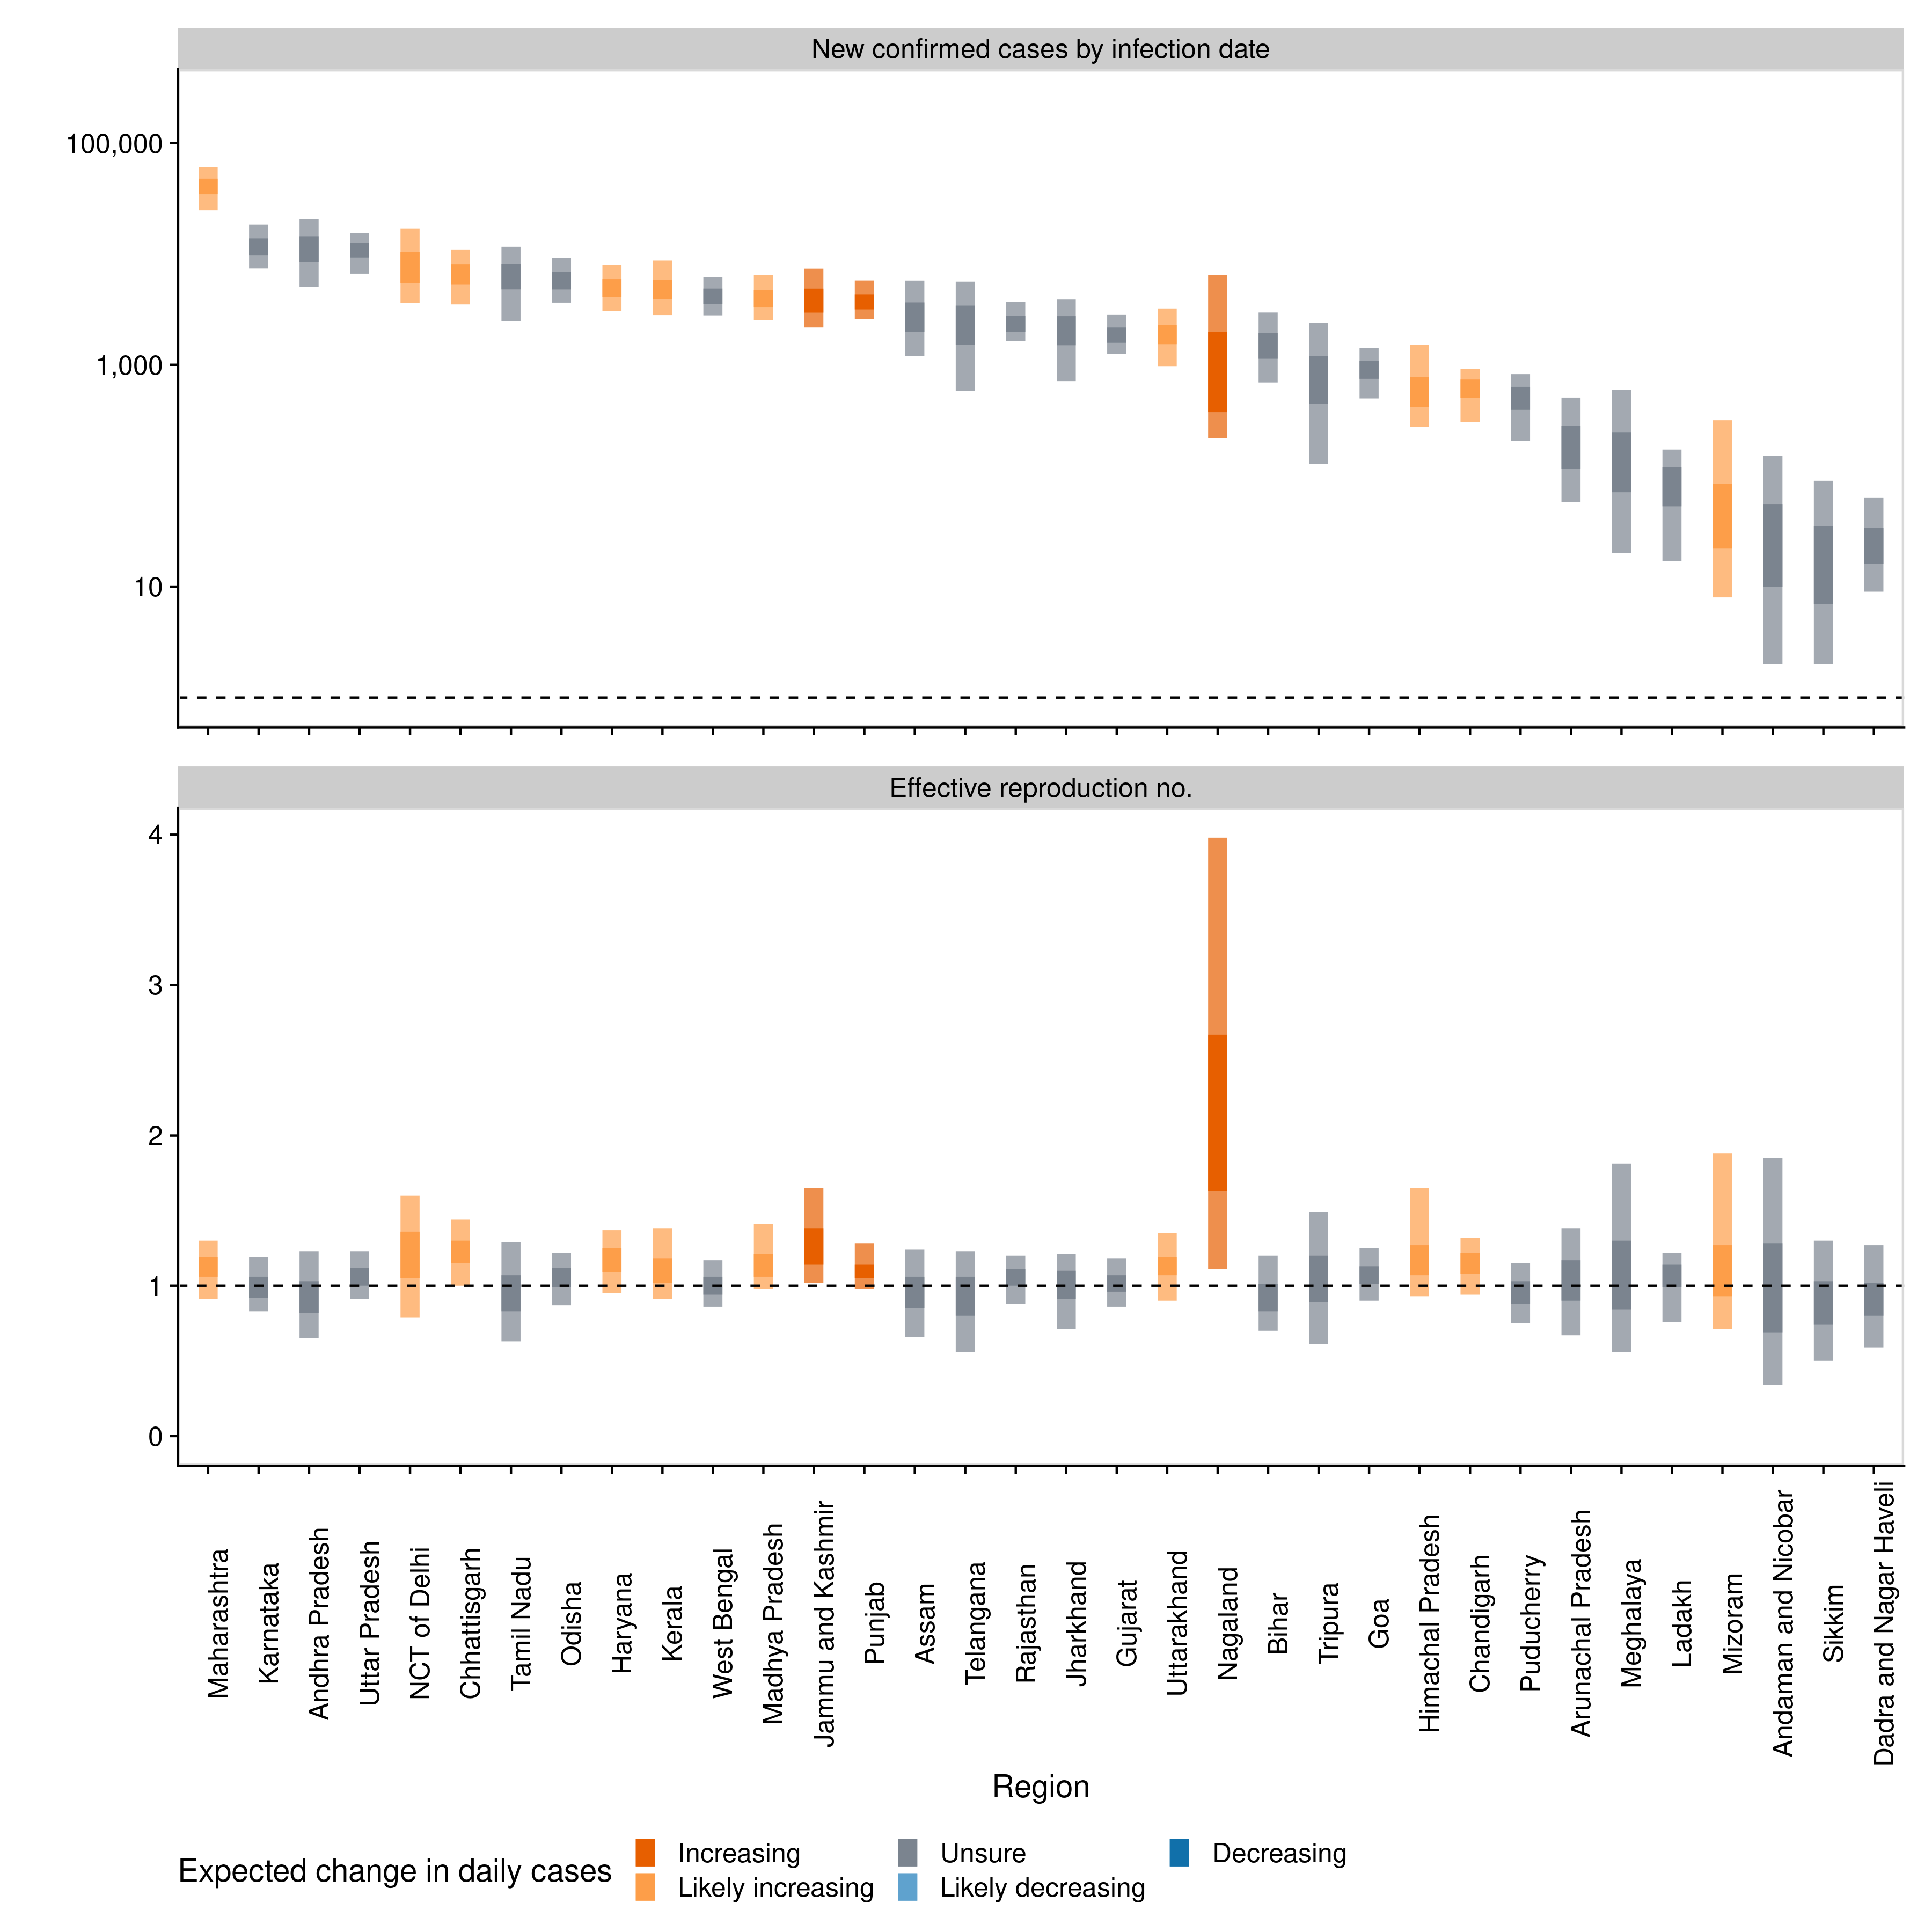 New confirmed cases by infection date
100,000
1,000
10
Effective reproduction no.
4
3
2
1
0
Maharashtra
Karnataka
Andhra Pradesh
Uttar Pradesh
NCT of Delhi
Chhattisgarh
Tamil Nadu
Odisha
Haryana
Kerala
West Bengal
Madhya Pradesh
Jammu and Kashmir
Punjab
Assam
Telangana
Rajasthan
Jharkhand
Gujarat
Uttarakhand
Nagaland
Bihar
Tripura
Goa
Himachal Pradesh
Chandigarh
Puducherry
Arunachal Pradesh
Meghalaya
Ladakh
Mizoram
Andaman and Nicobar
Sikkim
Dadra and Nagar Haveli
Region
Expected change in daily cases
Increasing
Likely increasing
Unsure
Likely decreasing
Decreasing